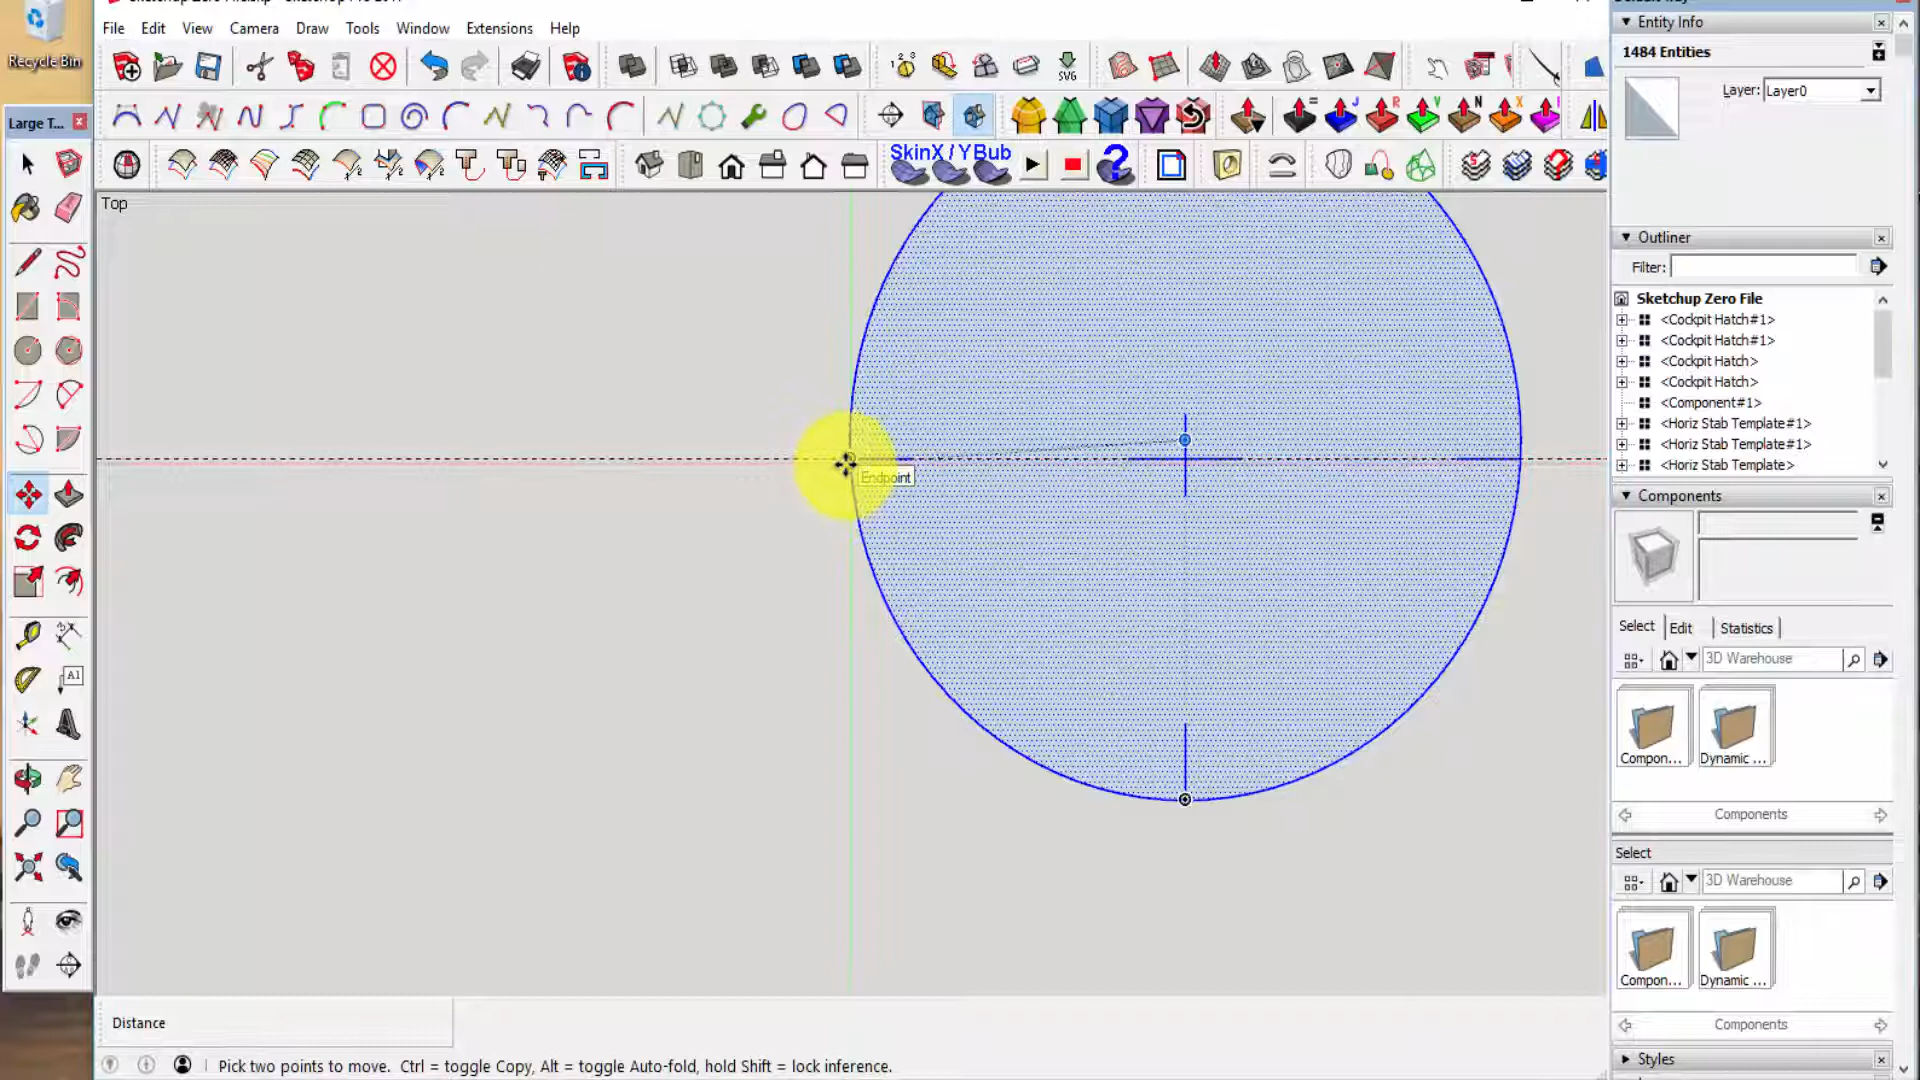 File Edit View Camera Draw Tools Window Extensions Help
Recycle Bin
SVG
Large T...
SkinX / YBub
Top
Endpoint
A1
Distance
Pick two points to move. Ctrl = toggle Copy, Alt = toggle Auto-fold, hold Shift = lock inference.
Entity Info
1484 Entities
Layer: Layer0
Outliner
Filter:
Sketchup Zero File
<Cockpit Hatch#1>
<Cockpit Hatch#1>
<Cockpit Hatch>
<Cockpit Hatch>
<Component#1>
<Horiz Stab Template#1>
<Horiz Stab Template#1>
<Horiz Stab Template>
Components
Select Edit Statistics
3D Warehouse
Compon... Dynamic ...
Components
Select
3D Warehouse
Compon... Dynamic ...
Components
Styles